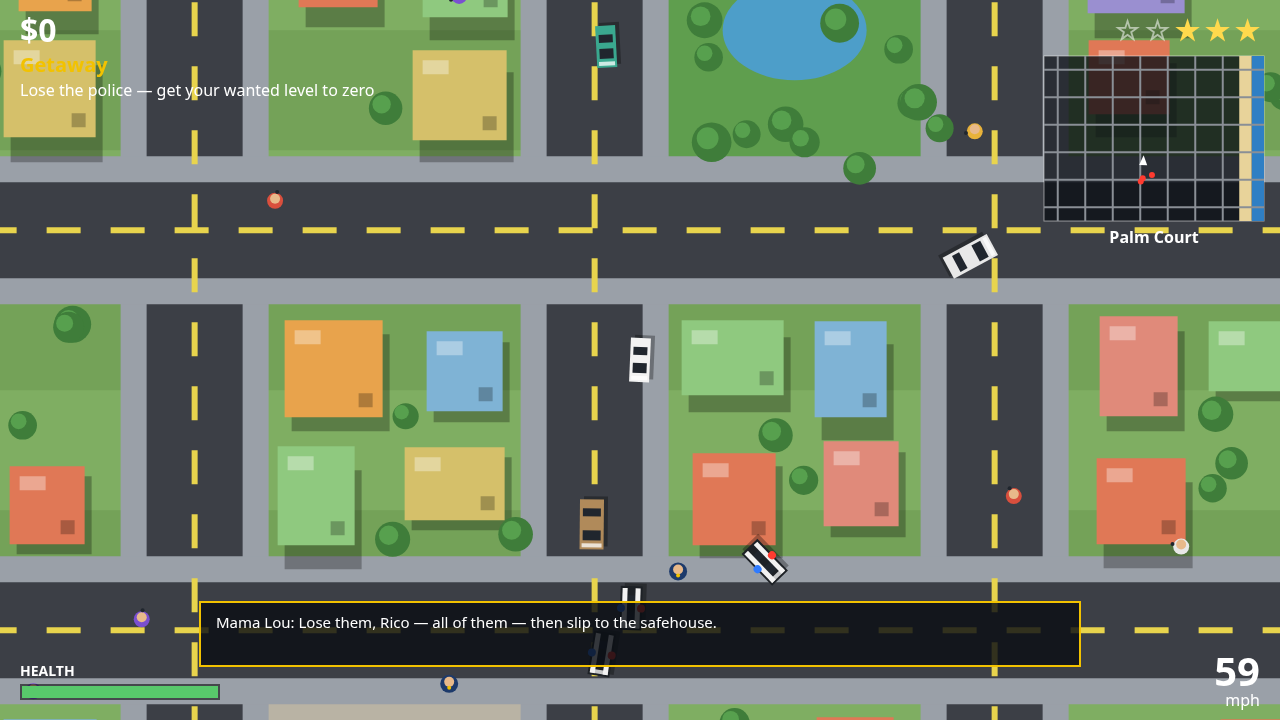 $0
Getaway
Lose the police — get your wanted level to zero
Palm Court
Mama Lou: Lose them, Rico — all of them — then slip to the safehouse.
HEALTH
59
mph